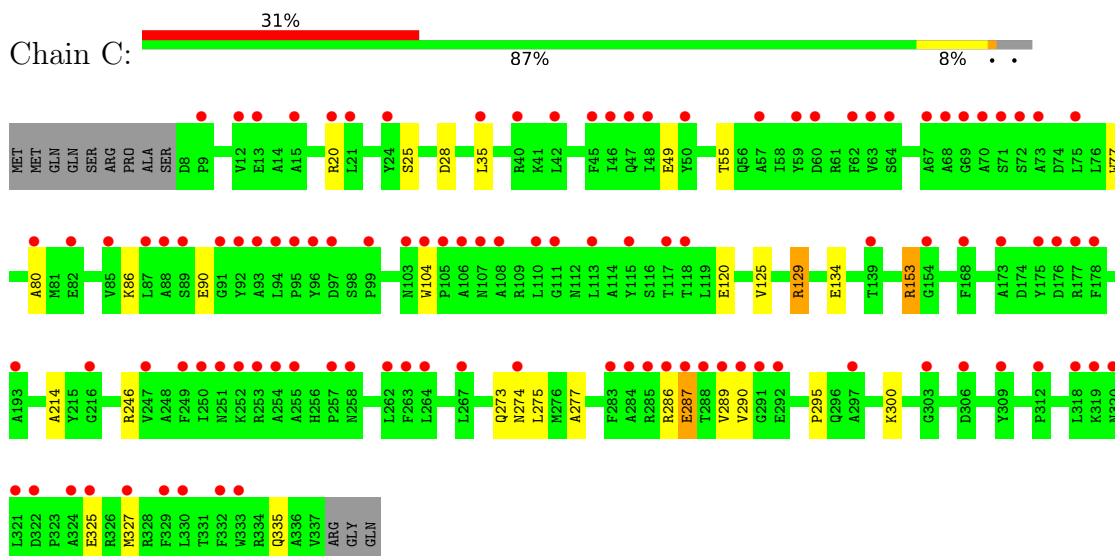 31%
Chain C:
87% 8% • •
MET MET GLN GLN SER ARG PRO ALA SER D8 P9 V12 E13 A14 A15 R20 L21 Y24 S25 D28 L35 R40 K41 L42 F45 I46 Q47 I48 E49 Y50 T55 Q56 A57 I58 Y59 D60 R61 F62 V63 S64 A67 A68 G69 A70 S71 S72 A73 D74 L75 L76 W77
A80 M81 E82 V85 K86 L87 A88 S89 E90 G91 Y92 A93 L94 P95 Y96 D97 S98 P99 N103 W104 P105 A106 N107 A108 R109 L110 G111 N112 L113 A114 Y115 S116 T117 T118 L119 E120 V125 R129 E134 T139 R153 G154 F168 A173 D174 Y175 D176 R177 F178
A193 A214 Y215 G216 R246 V247 A248 F249 I250 N251 K252 R253 A254 A255 H256 P257 N258 L262 F263 L264 L267 Q273 N274 L275 M276 A277 F283 A284 R285 R286 E287 T288 V289 V290 G291 E292 P295 Q296 A297 K300 G303 D306 Y309 P312 L318 K319 N320
L321 D322 P323 A324 E325 R326 M327 R328 F329 L330 T331 F332 W333 R334 Q335 A336 V337 ARG GLY GLN